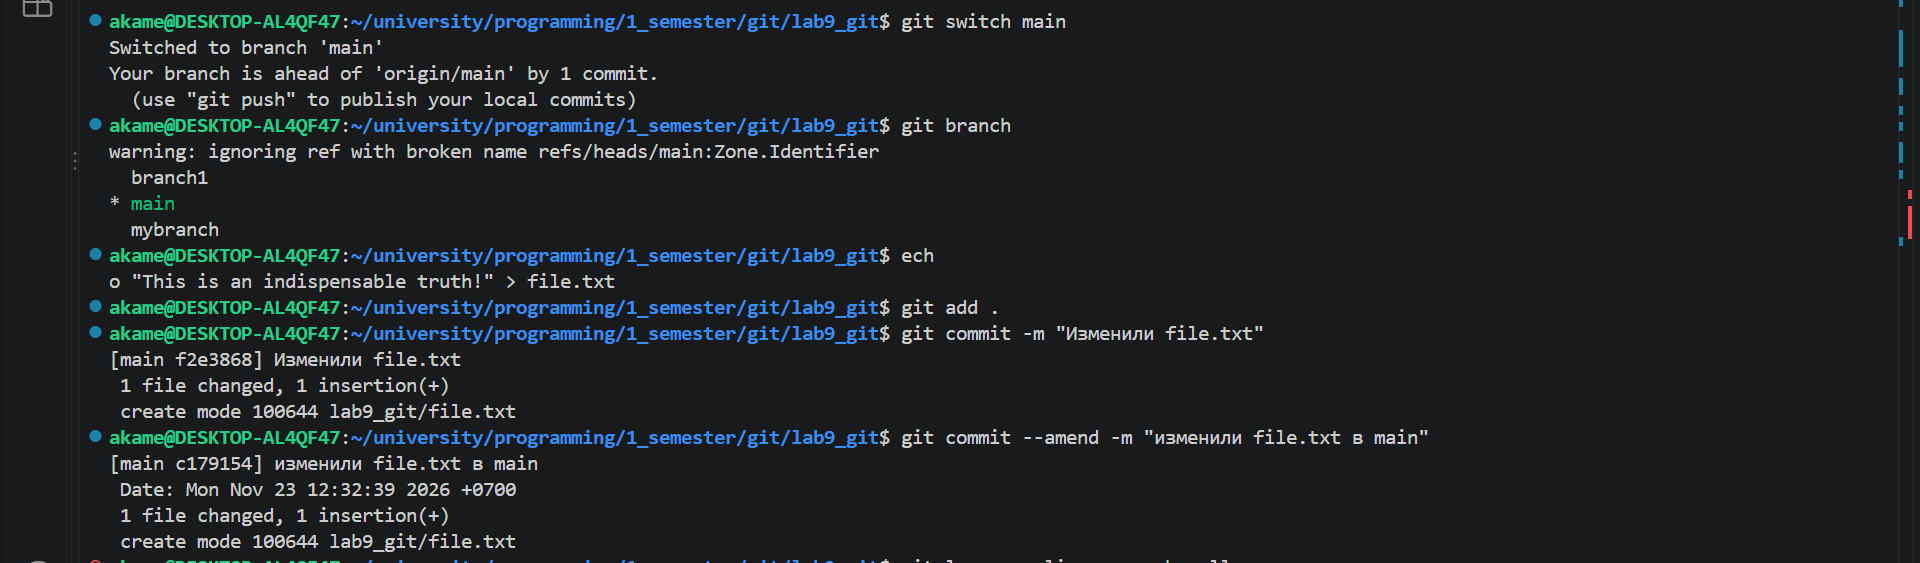 akame@DESKTOP-AL4QF47:~/university/programming/1_semester/git/lab9_git$ git switch main
Switched to branch 'main'
Your branch is ahead of 'origin/main' by 1 commit.
  (use "git push" to publish your local commits)
akame@DESKTOP-AL4QF47:~/university/programming/1_semester/git/lab9_git$ git branch
warning: ignoring ref with broken name refs/heads/main:Zone.Identifier
  branch1
* main
  mybranch
akame@DESKTOP-AL4QF47:~/university/programming/1_semester/git/lab9_git$ ech
o "This is an indispensable truth!" > file.txt
akame@DESKTOP-AL4QF47:~/university/programming/1_semester/git/lab9_git$ git add .
akame@DESKTOP-AL4QF47:~/university/programming/1_semester/git/lab9_git$ git commit -m "Изменили file.txt"
[main f2e3868] Изменили file.txt
 1 file changed, 1 insertion(+)
 create mode 100644 lab9_git/file.txt
akame@DESKTOP-AL4QF47:~/university/programming/1_semester/git/lab9_git$ git commit --amend -m "изменили file.txt в main"
[main c179154] изменили file.txt в main
 Date: Mon Nov 23 12:32:39 2026 +0700
 1 file changed, 1 insertion(+)
 create mode 100644 lab9_git/file.txt